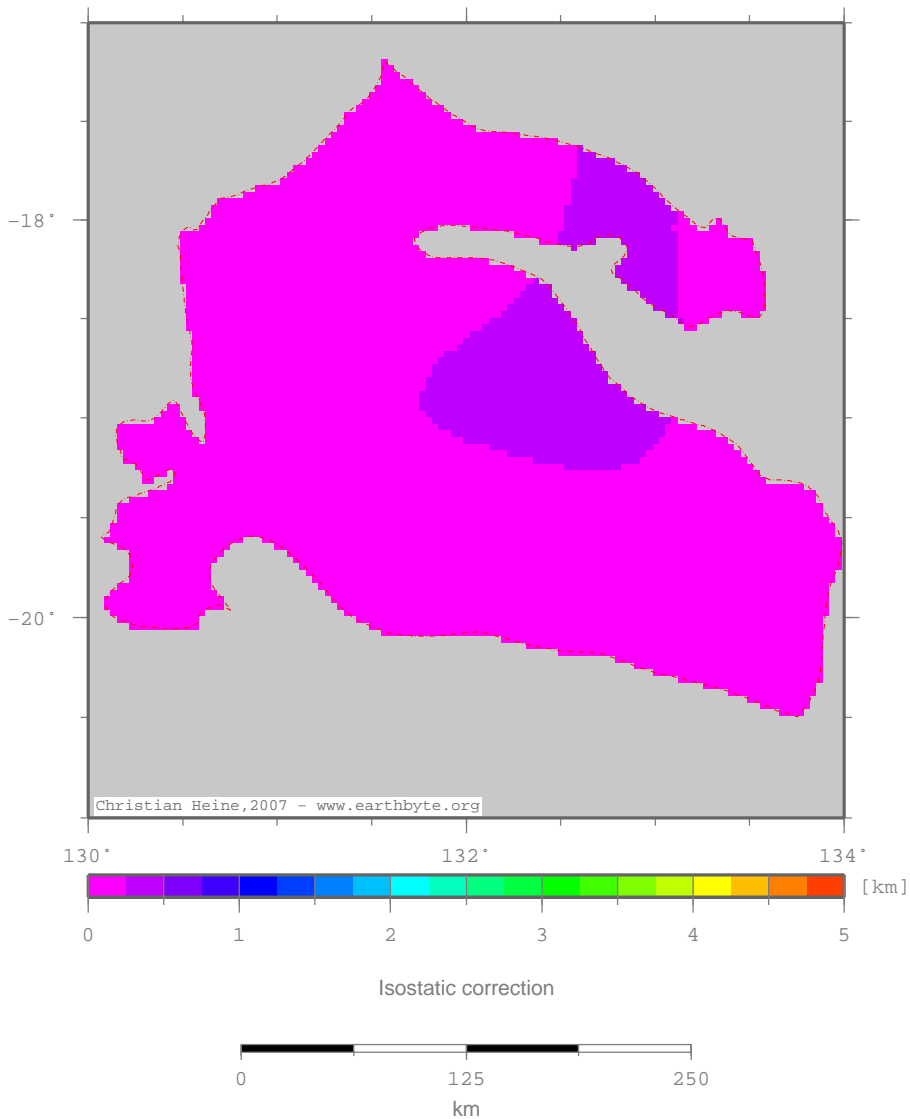 -18°
-20°
Christian Heine,2007 - www.earthbyte.org
130° 132° 134°
[km]
0 1 2 3 4 5
Isostatic correction
0 125 250
km